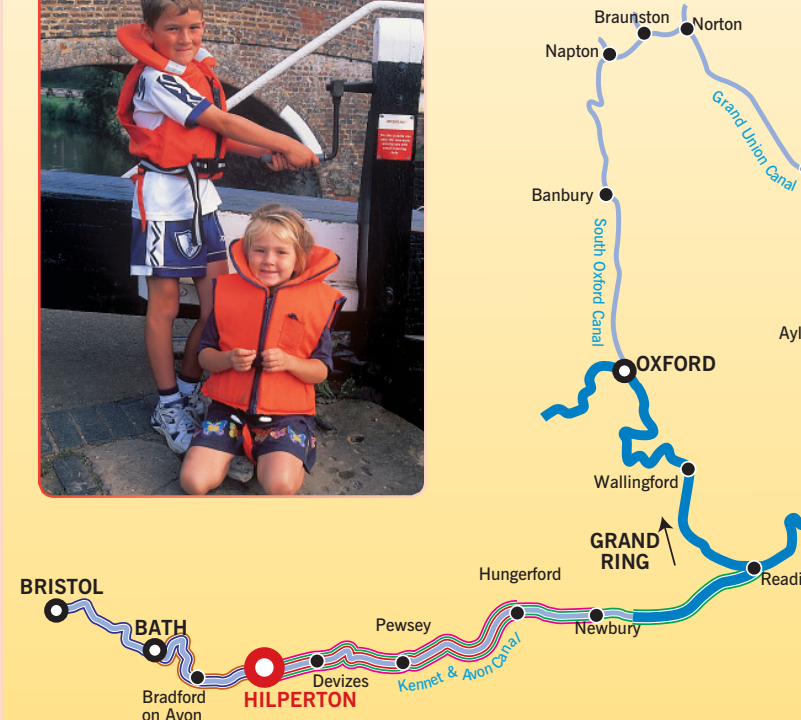 Braunston
Norton
Napton
Grand Union Canal
Banbury
South Oxford Canal
Ayl
OXFORD
Wallingford
GRAND
RING
Readi
Hungerford
Newbury
BRISTOL
BATH
Pewsey
Kennet & Avon Canal
Devizes
HILPERTON
Bradford
on Avon